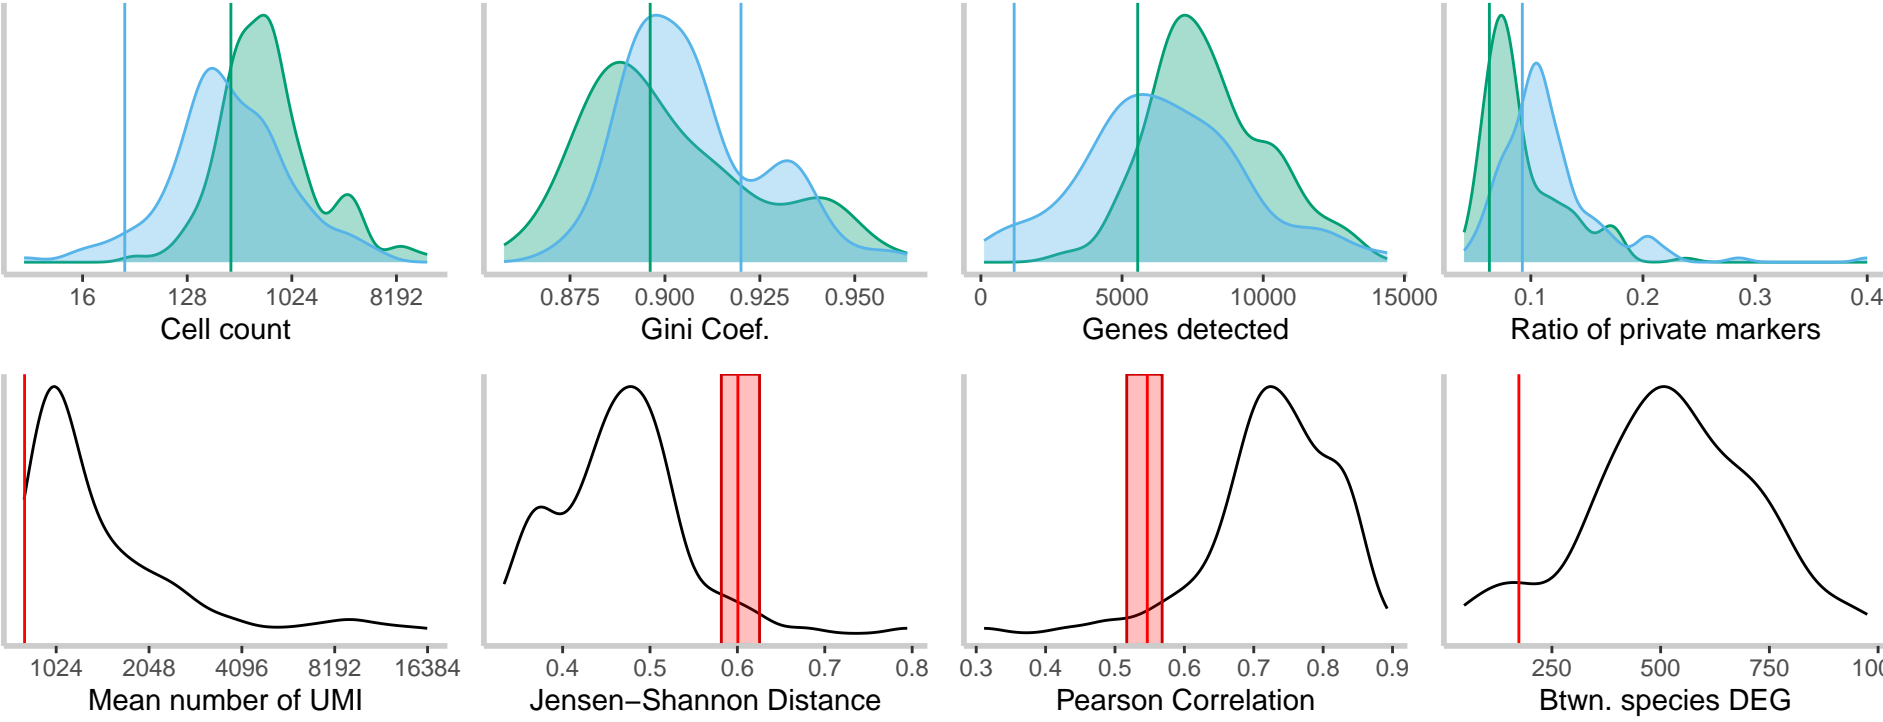 16 128 1024 8192
Cell count
0.875 0.900 0.925 0.950
Gini Coef.
0 5000 10000 15000
Genes detected
0.1 0.2 0.3 0.4
Ratio of private markers
1024 2048 4096 8192 16384
Mean number of UMI
0.4 0.5 0.6 0.7 0.8
Jensen−Shannon Distance
0.3 0.4 0.5 0.6 0.7 0.8 0.9
Pearson Correlation
250 500 750
Btwn. species DEG